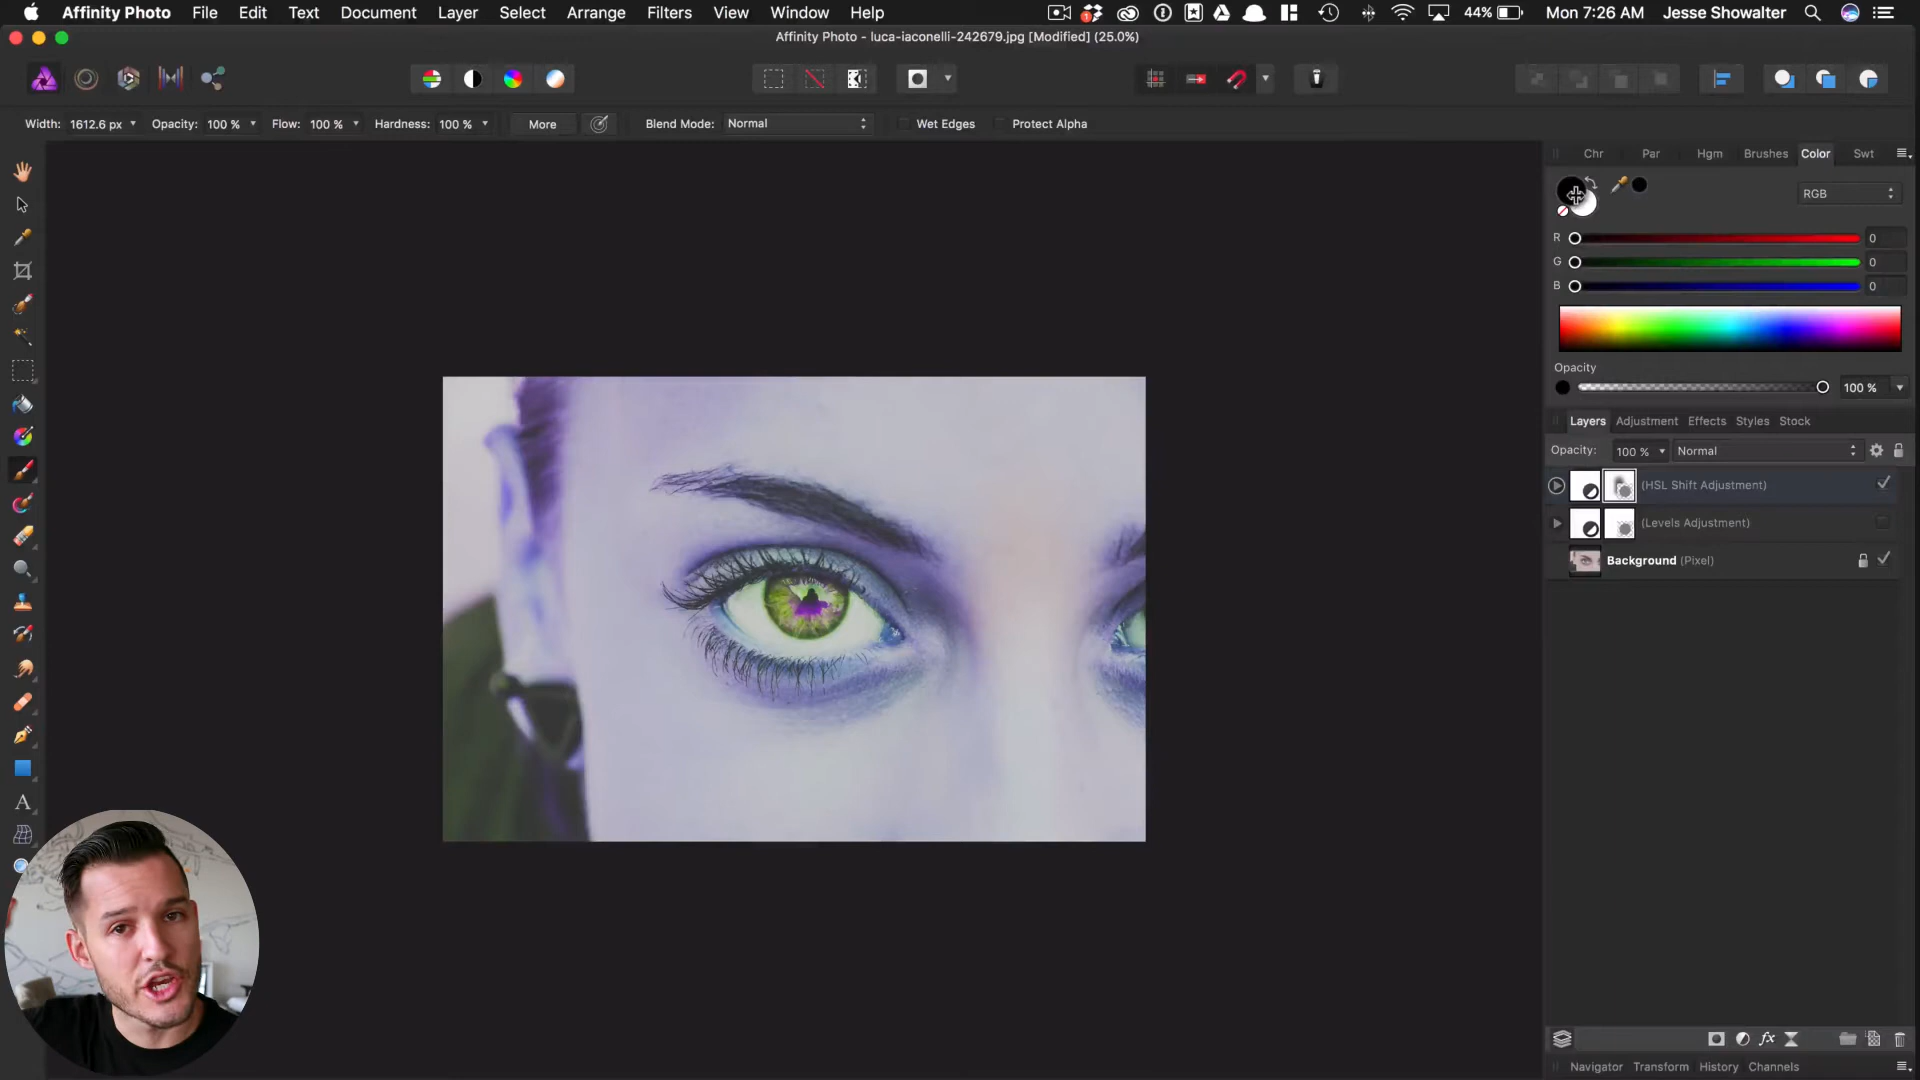 Affinity Photo File Edit Text Document Layer Select Arrange Filters View Window Help 1 44% Mon 7:26 AM Jesse Showalter
Affinity Photo - luca-iaconelli-242679.jpg [Modified] (25.0%)
Width: 1612.6 px Opacity: 100 % Flow: 100 % Hardness: 100 % More Blend Mode: Normal Wet Edges Protect Alpha
Chr Par Hgm Brushes Color Swt
RGB
R 0
G 0
B 0
Opacity
100 %
Layers Adjustment Effects Styles Stock
Opacity: 100 % Normal
(HSL Shift Adjustment)
(Levels Adjustment)
Background (Pixel)
A
fx
Navigator Transform History Channels